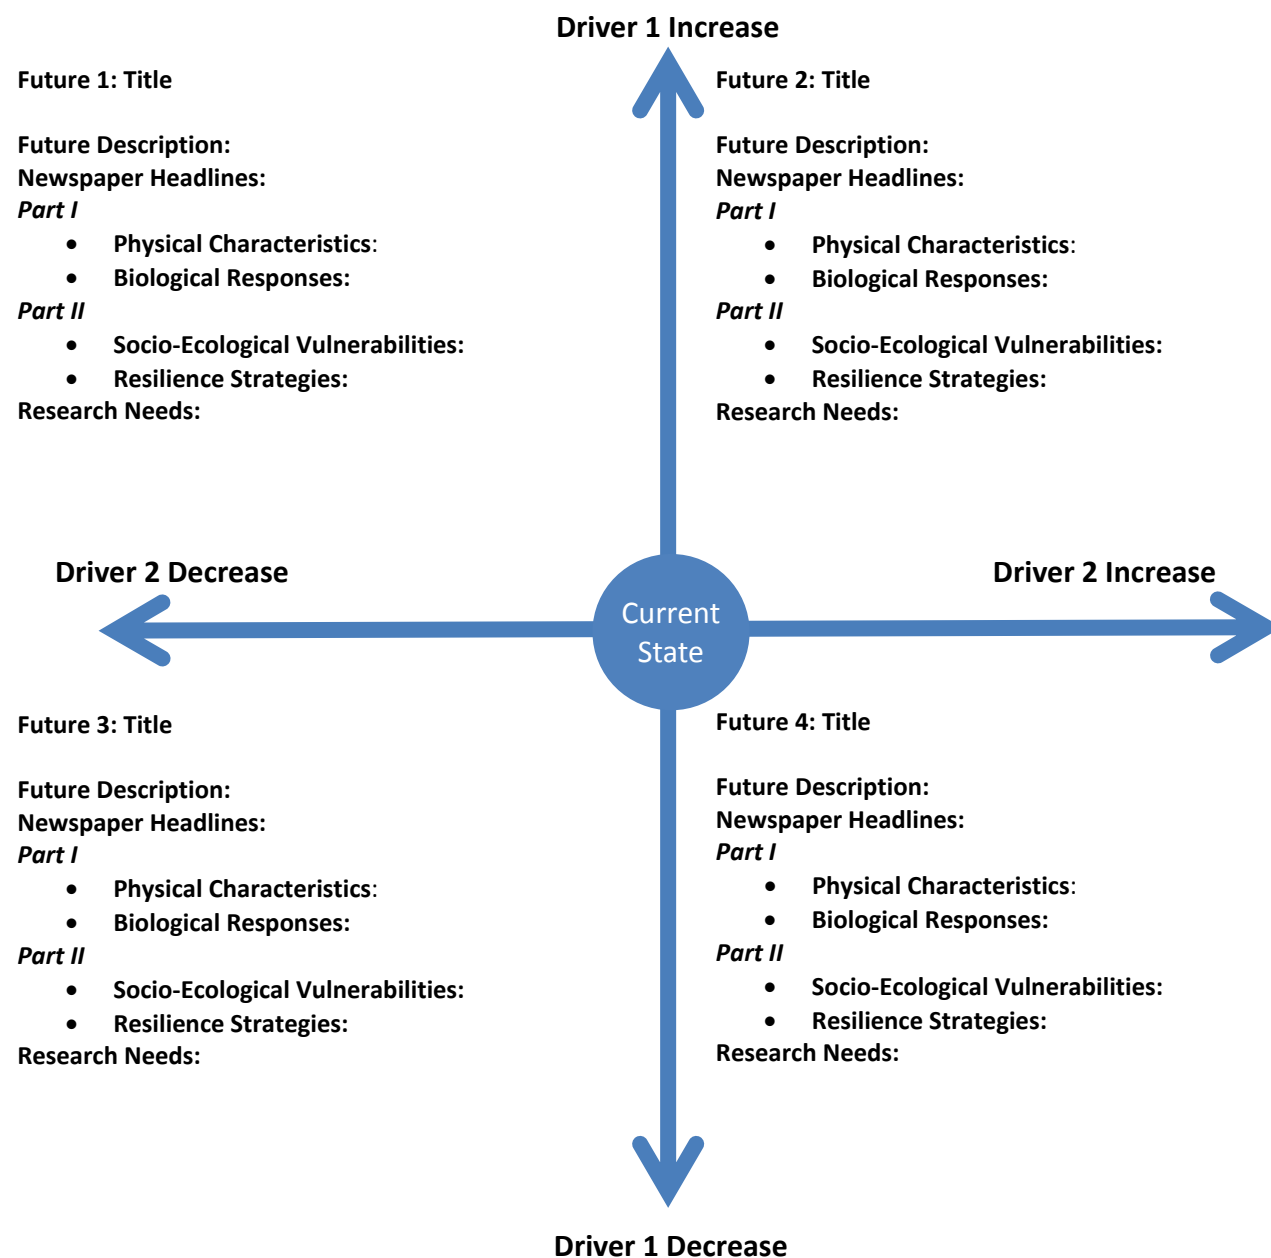 Driver 1 Increase
Future 1: Title
Future Description:
Newspaper Headlines:
Part I
• Physical Characteristics:
• Biological Responses:
Part II
• Socio-Ecological Vulnerabilities:
• Resilience Strategies:
Research Needs:
Future 2: Title
Future Description:
Newspaper Headlines:
Part I
• Physical Characteristics:
• Biological Responses:
Part II
• Socio-Ecological Vulnerabilities:
• Resilience Strategies:
Research Needs:
Driver 2 Decrease
Current
State
Driver 2 Increase
Future 3: Title
Future Description:
Newspaper Headlines:
Part I
• Physical Characteristics:
• Biological Responses:
Part II
• Socio-Ecological Vulnerabilities:
• Resilience Strategies:
Research Needs:
Future 4: Title
Future Description:
Newspaper Headlines:
Part I
• Physical Characteristics:
• Biological Responses:
Part II
• Socio-Ecological Vulnerabilities:
• Resilience Strategies:
Research Needs:
Driver 1 Decrease